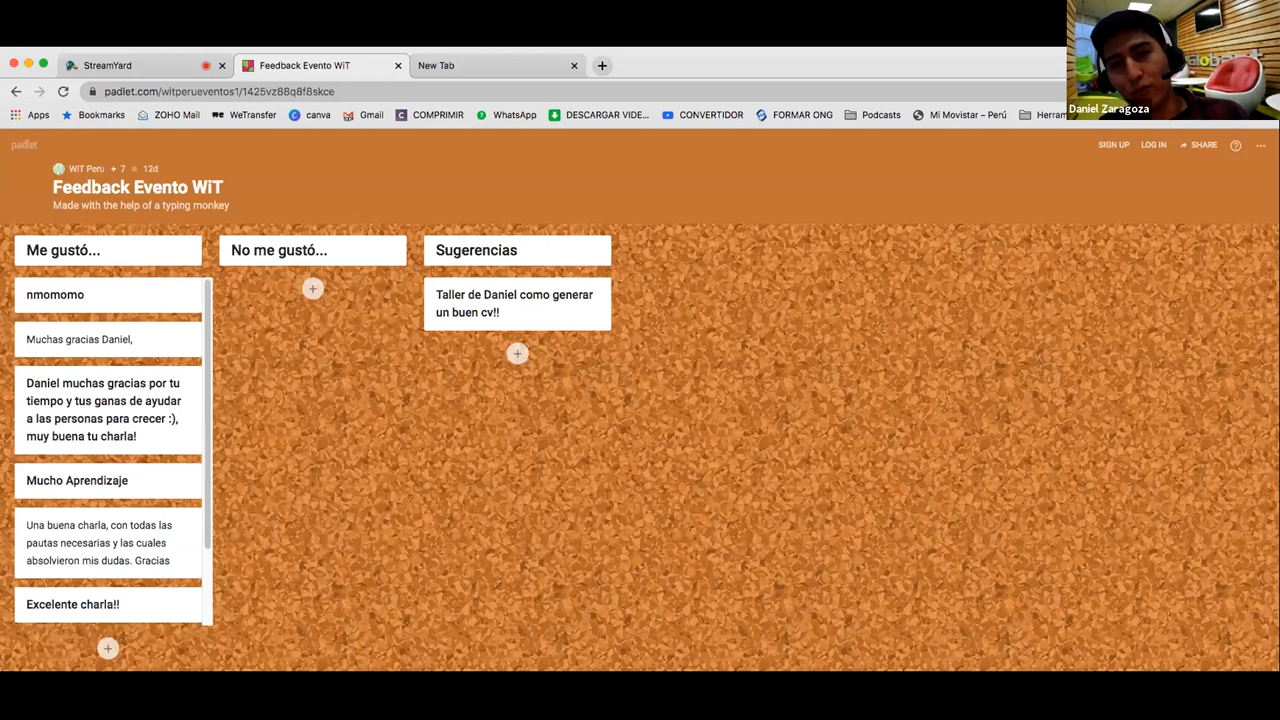 StreamYard
Feedback Evento WiT
New Tab
padlet.com/witperueventos1/1425vz88q8f8skce
Apps
Bookmarks
ZOHO Mail
WeTransfer
canva
Gmail
COMPRIMIR
WhatsApp
DESCARGAR VIDE...
CONVERTIDOR
FORMAR ONG
Podcasts
Mi Movistar – Perú
Herram
Daniel Zaragoza
padlet
SIGN UP
LOG IN
SHARE
WIT Peru + 7 12d
Feedback Evento WiT
Made with the help of a typing monkey
Me gustó...
No me gustó...
Sugerencias
nmomomo
Muchas gracias Daniel,
Daniel muchas gracias por tu
tiempo y tus ganas de ayudar
a las personas para crecer :),
muy buena tu charla!
Mucho Aprendizaje
Una buena charla, con todas las
pautas necesarias y las cuales
absolvieron mis dudas. Gracias
Excelente charla!!
Taller de Daniel como generar
un buen cv!!